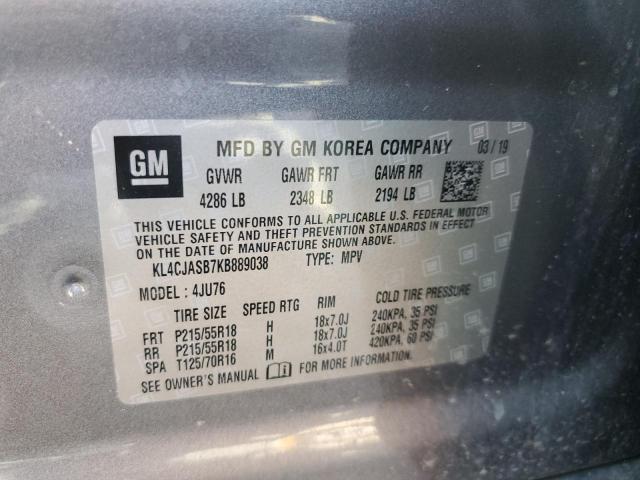 GM MFD BY GM KOREA COMPANY 03/19
GVWR GAWR FRT GAWR RR
4286 LB 2348 LB 2194 LB
THIS VEHICLE CONFORMS TO ALL APPLICABLE U.S. FEDERAL MOTOR
VEHICLE SAFETY AND THEFT PREVENTION STANDARDS IN EFFECT
ON THE DATE OF MANUFACTURE SHOWN ABOVE.
KL4CJASB7KB889038 TYPE: MPV
MODEL: 4JU76
TIRE SIZE SPEED RTG RIM COLD TIRE PRESSURE
FRT P215/55R18 H 18x7.0J 240KPA, 35 PSI
RR P215/55R18 H 18x7.0J 240KPA, 35 PSI
SPA T125/70R16 M 16x4.0T 420KPA, 60 PSI
SEE OWNER'S MANUAL FOR MORE INFORMATION.